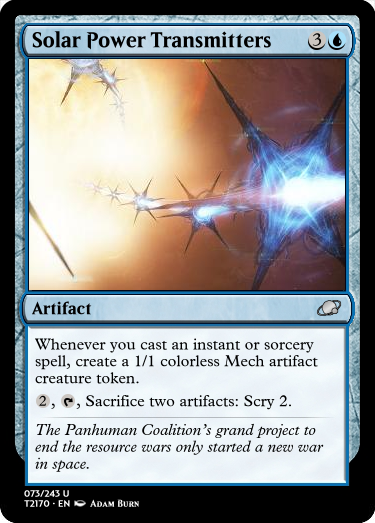 Solar Power Transmitters 3
Artifact
Whenever you cast an instant or sorcery
spell, create a 1/1 colorless Mech artifact
creature token.
2, , Sacrifice two artifacts: Scry 2.
The Panhuman Coalition's grand project to
end the resource wars only started a new war
in space.
073/243 U
T2170 • EN Adam Burn